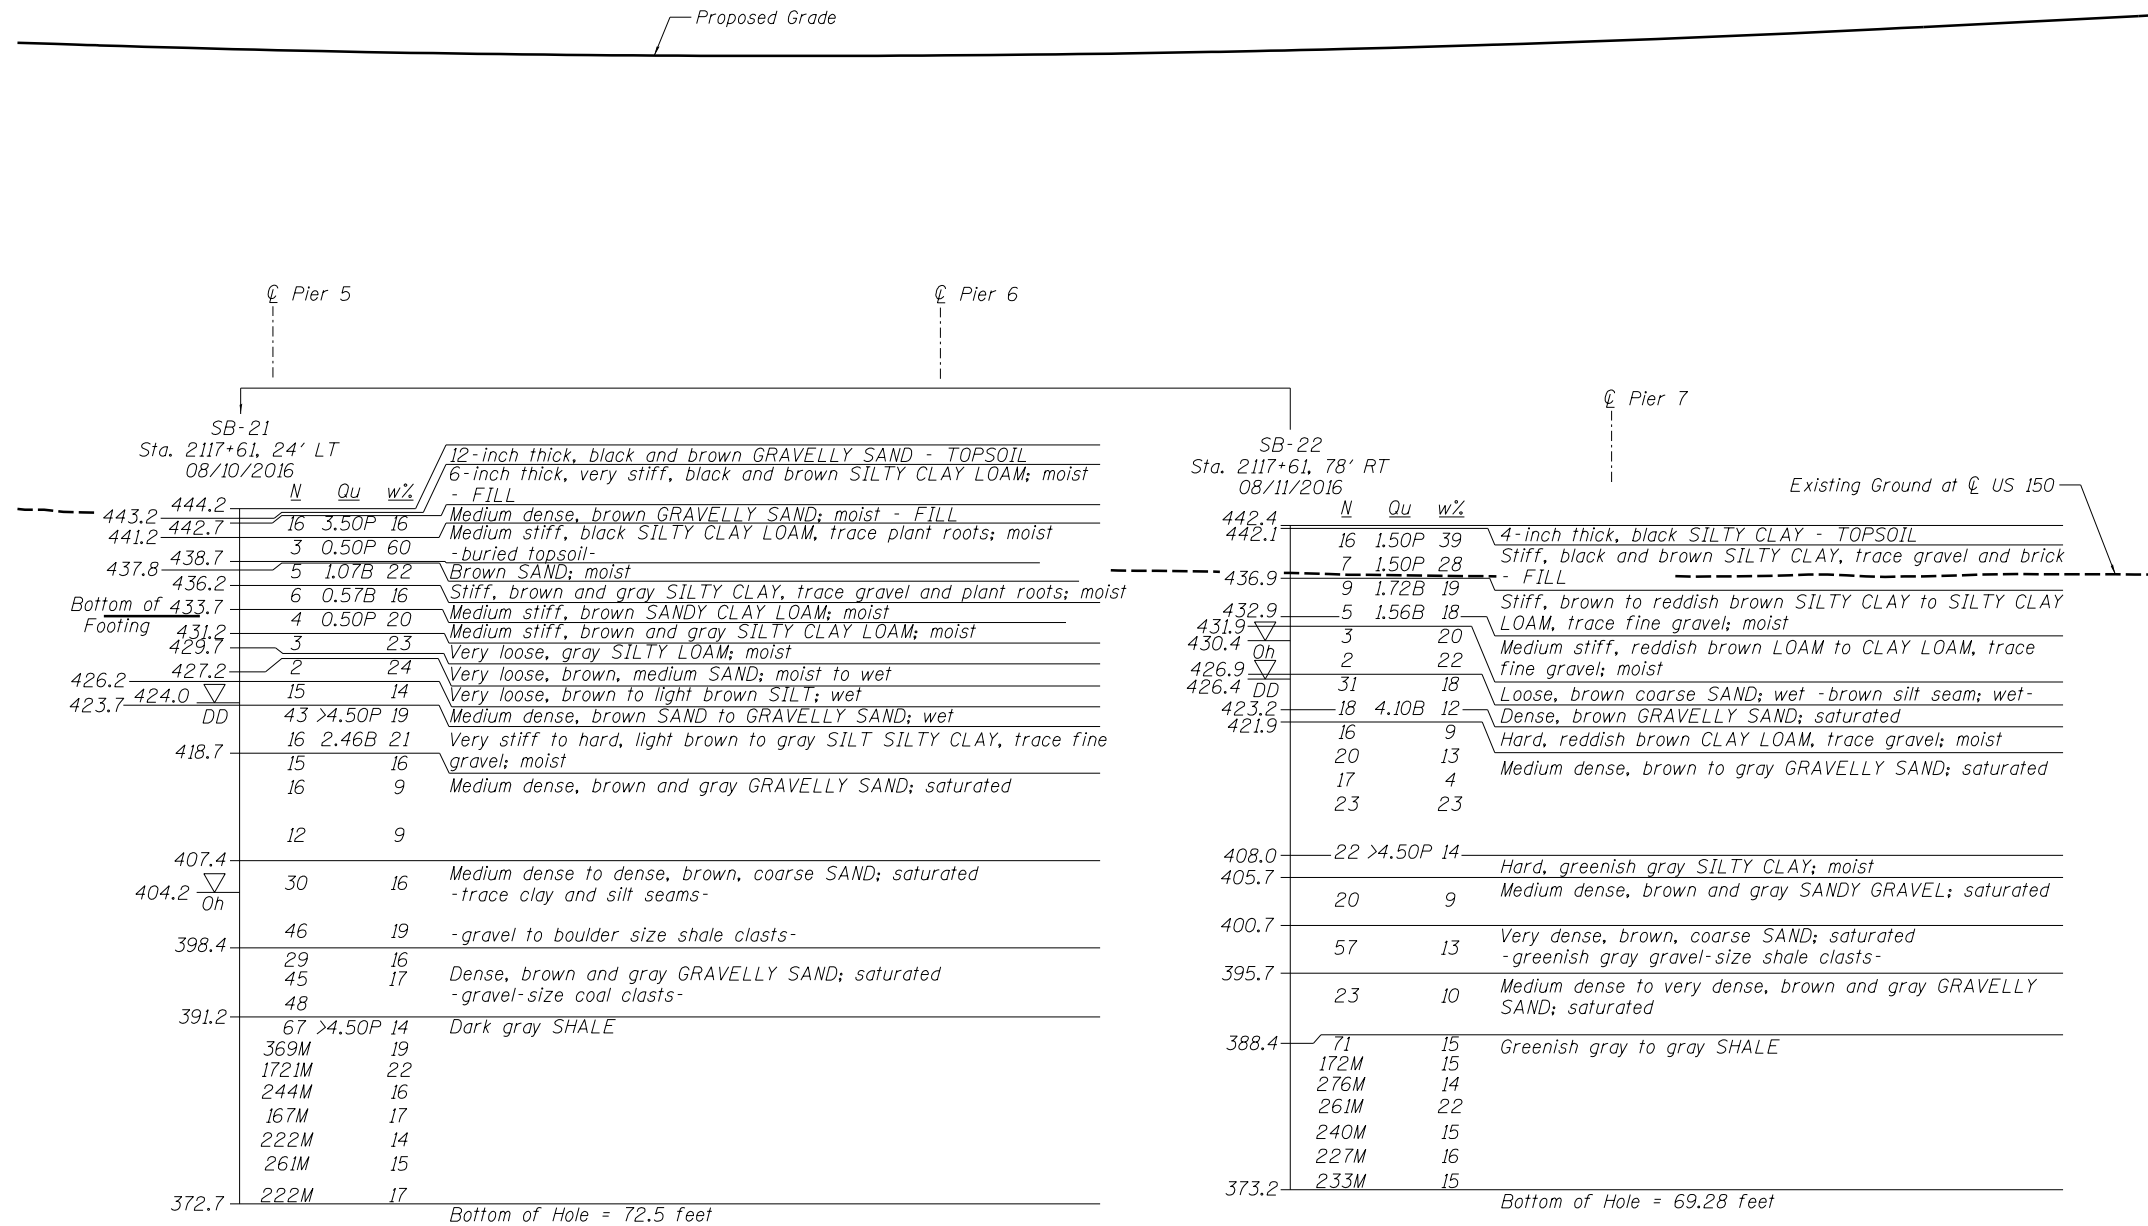 Proposed Grade
℄ Pier 5
℄ Pier 6
℄ Pier 7
SB-21
Sta. 2117+61, 24' LT
08/10/2016
N Qu w%
444.2
443.2
442.7
441.2
438.7
437.8
436.2
433.7
Bottom of
Footing
431.2
429.7
427.2
426.2
424.0
DD
423.7
418.7
407.4
404.2
Oh
398.4
391.2
372.7
16 3.50P 16
3 0.50P 60
5 1.07B 22
6 0.57B 16
4 0.50P 20
3 23
2 24
15 14
43 >4.50P 19
16 2.46B 21
15 16
16 9
12 9
30 16
46 19
29 16
45 17
48
67 >4.50P 14
369M 19
1721M 22
244M 16
167M 17
222M 14
261M 15
222M 17
12-inch thick, black and brown GRAVELLY SAND - TOPSOIL
6-inch thick, very stiff, black and brown SILTY CLAY LOAM; moist
- FILL
Medium dense, brown GRAVELLY SAND; moist - FILL
Medium stiff, black SILTY CLAY LOAM, trace plant roots; moist
-buried topsoil-
Brown SAND; moist
Stiff, brown and gray SILTY CLAY, trace gravel and plant roots; moist
Medium stiff, brown SANDY CLAY LOAM; moist
Medium stiff, brown and gray SILTY CLAY LOAM; moist
Very loose, gray SILTY LOAM; moist
Very loose, brown, medium SAND; moist to wet
Very loose, brown to light brown SILT; wet
Medium dense, brown SAND to GRAVELLY SAND; wet
Very stiff to hard, light brown to gray SILT SILTY CLAY, trace fine
gravel; moist
Medium dense, brown and gray GRAVELLY SAND; saturated
Medium dense to dense, brown, coarse SAND; saturated
-trace clay and silt seams-
-gravel to boulder size shale clasts-
Dense, brown and gray GRAVELLY SAND; saturated
-gravel-size coal clasts-
Dark gray SHALE
Bottom of Hole = 72.5 feet
SB-22
Sta. 2117+61, 78' RT
08/11/2016
N Qu w%
Existing Ground at ℄ US 150
442.4
442.1
436.9
432.9
431.9
430.4
Oh
426.9
426.4
DD
423.2
421.9
408.0
405.7
400.7
395.7
388.4
373.2
16 1.50P 39
7 1.50P 28
9 1.72B 19
5 1.56B 18
3 20
2 22
31 18
18 4.10B 12
16 9
20 13
17 4
23 23
22 >4.50P 14
20 9
57 13
23 10
71 15
172M 15
276M 14
261M 22
240M 15
227M 16
233M 15
4-inch thick, black SILTY CLAY - TOPSOIL
Stiff, black and brown SILTY CLAY, trace gravel and brick
- FILL
Stiff, brown to reddish brown SILTY CLAY to SILTY CLAY
LOAM, trace fine gravel; moist
Medium stiff, reddish brown LOAM to CLAY LOAM, trace
fine gravel; moist
Loose, brown coarse SAND; wet -brown silt seam; wet-
Dense, brown GRAVELLY SAND; saturated
Hard, reddish brown CLAY LOAM, trace gravel; moist
Medium dense, brown to gray GRAVELLY SAND; saturated
Hard, greenish gray SILTY CLAY; moist
Medium dense, brown and gray SANDY GRAVEL; saturated
Very dense, brown, coarse SAND; saturated
-greenish gray gravel-size shale clasts-
Medium dense to very dense, brown and gray GRAVELLY
SAND; saturated
Greenish gray to gray SHALE
Bottom of Hole = 69.28 feet